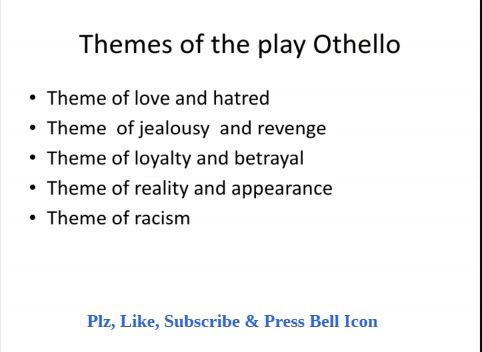 Themes of the play Othello
• Theme of love and hatred
• Theme of jealousy and revenge
• Theme of loyalty and betrayal
• Theme of reality and appearance
• Theme of racism
Plz, Like, Subscribe & Press Bell Icon